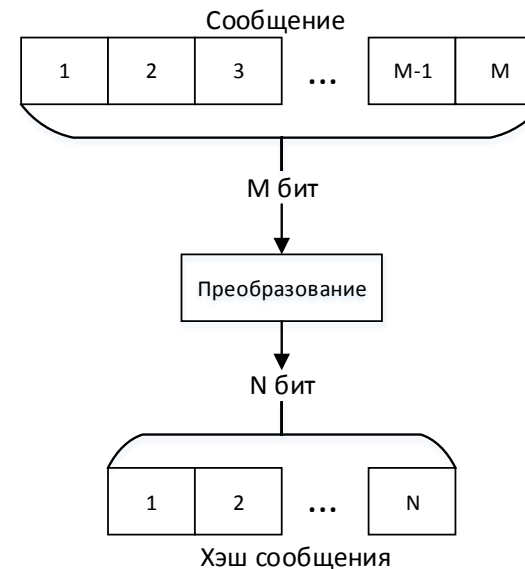 Сообщение
1 2 3 ... M-1 M
M бит
Преобразование
N бит
1 2 ... N
Хэш сообщения